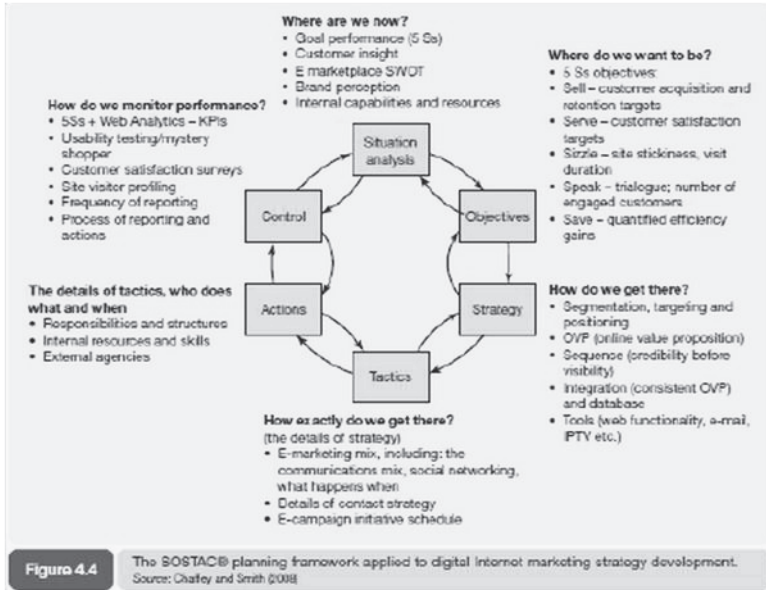 Where are we now?
• Goal performance (5 Ss)
• Customer insight
• E marketplace SWOT
• Brand perception
• Internal capabilities and resources
Where do we want to be?
• 5 Ss objectives:
• Sell – customer acquisition and
retention targets
• Serve – customer satisfaction
targets
• Sizzle – site stickiness, visit
duration
• Speak – trialogue; number of
engaged customers
• Save – quantified efficiency
gains
How do we monitor performance?
• 5Ss + Web Analytics – KPIs
• Usability testing/mystery
shopper
• Customer satisfaction surveys
• Site visitor profiling
• Frequency of reporting
• Process of reporting and
actions
Situation
analysis
Control
Objectives
Actions
Strategy
Tactics
The details of tactics, who does
what and when
• Responsibilities and structures
• Internal resources and skills
• External agencies
How do we get there?
• Segmentation, targeting and
positioning
• OVP (online value proposition)
• Sequence (credibility before
visibility)
• Integration (consistent OVP)
and database
• Tools (web functionality, e-mail,
IPTV etc.)
How exactly do we get there?
(the details of strategy)
• E-marketing mix, including: the
communications mix, social networking,
what happens when
• Details of contact strategy
• E-campaign initiative schedule
Figure 4.4
The SOSTAC® planning framework applied to digital Internet marketing strategy development.
Source: Chaffey and Smith (2008)